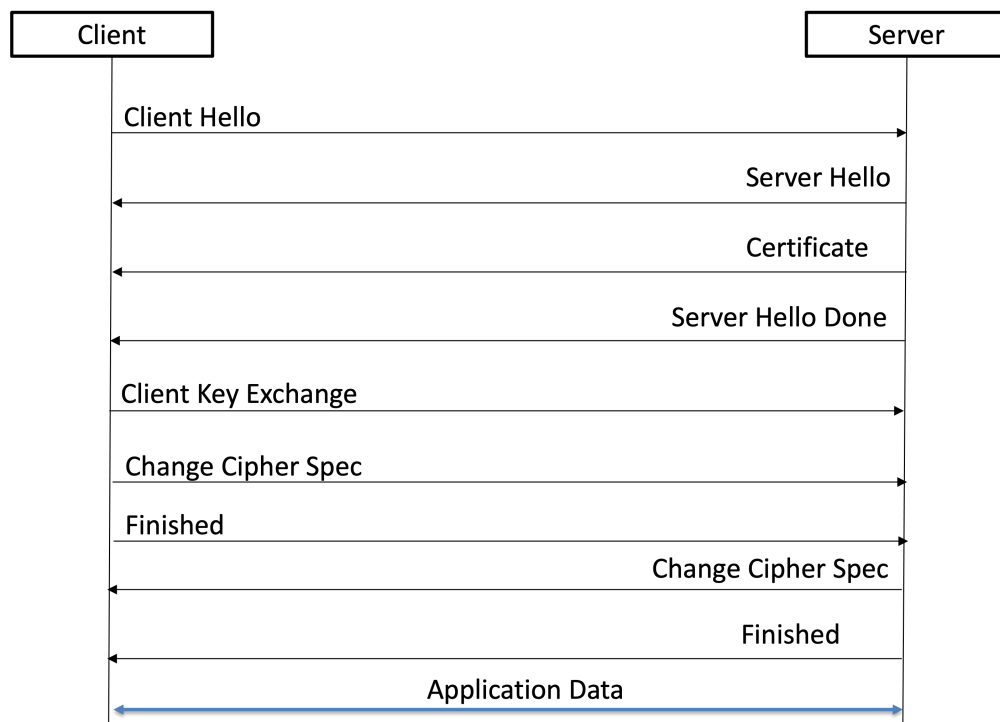 Client
Server
Client Hello
Server Hello
Certificate
Server Hello Done
Client Key Exchange
Change Cipher Spec
Finished
Change Cipher Spec
Finished
Application Data